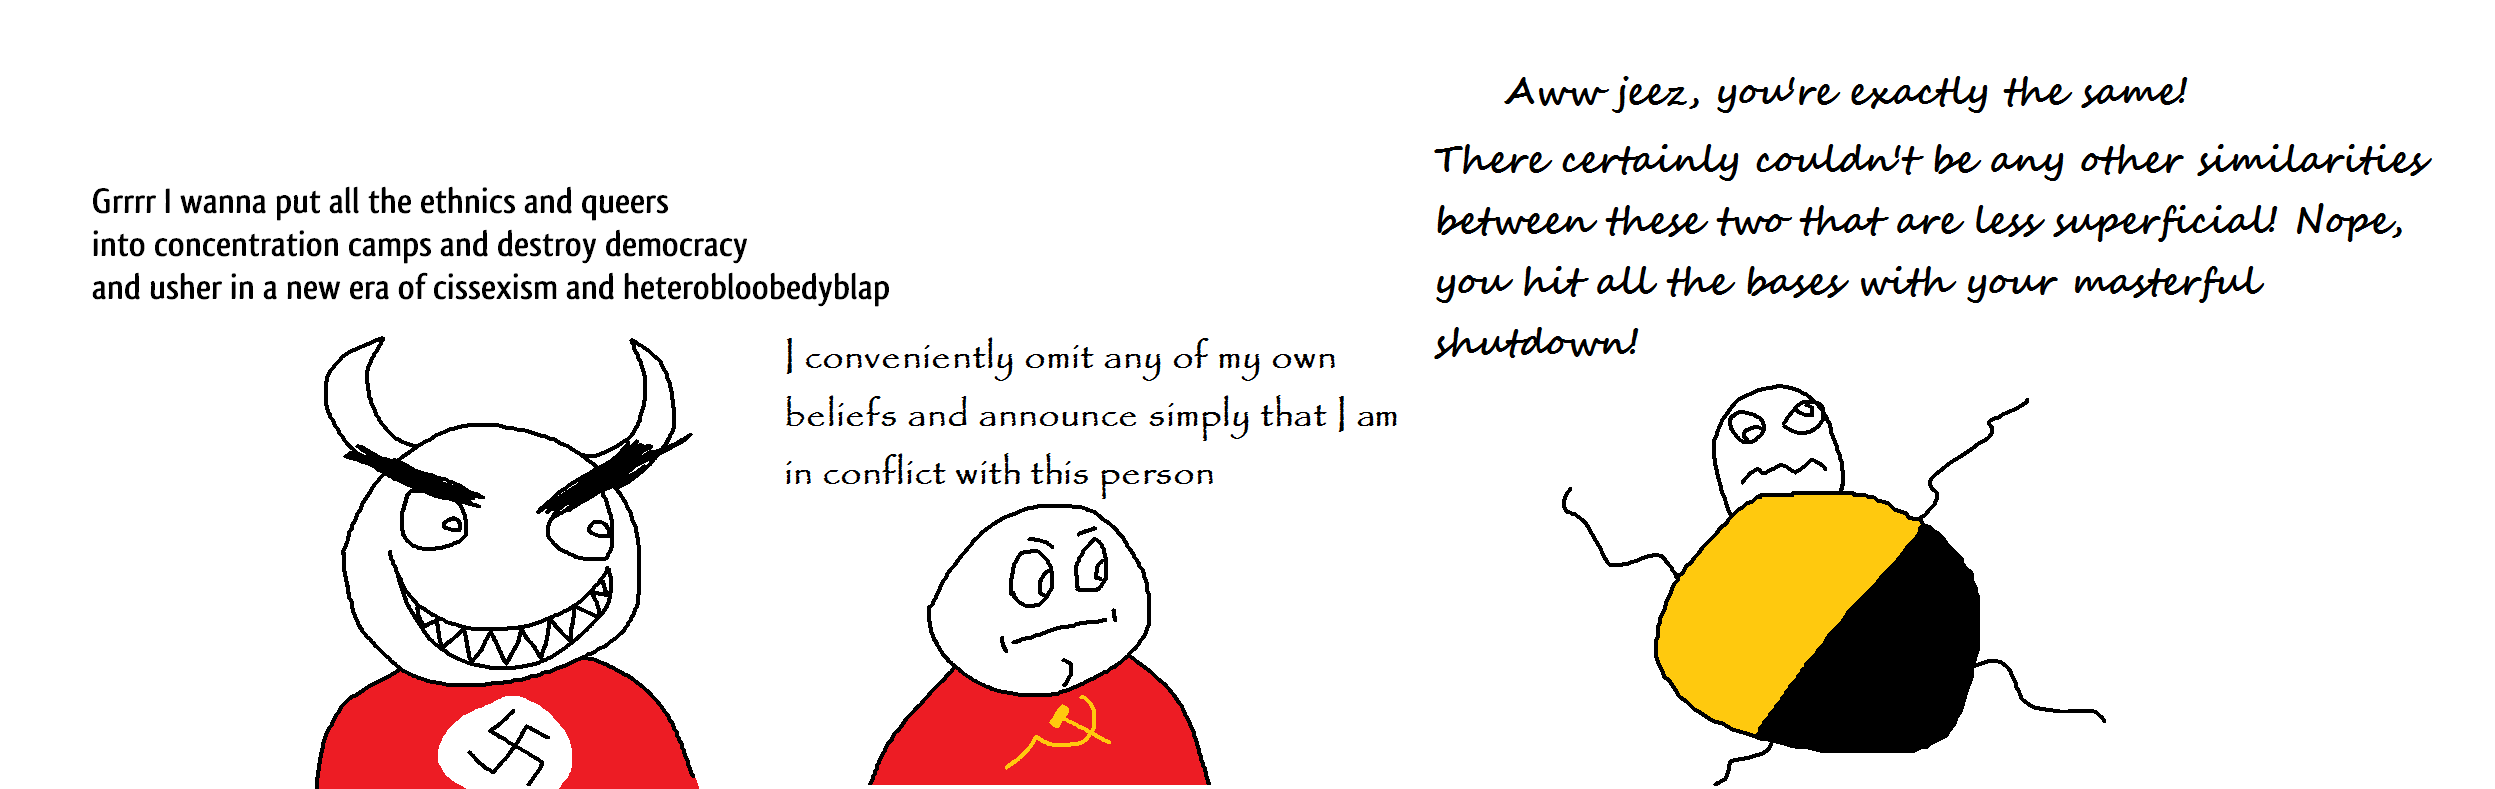 Grrrr I wanna put all the ethnics and queers
into concentration camps and destroy democracy
and usher in a new era of cissexism and heterobloobedyblap
I conveniently omit any of my own
beliefs and announce simply that I am
in conflict with this person
Aww jeez, you're exactly the same!
There certainly couldn't be any other similarities
between these two that are less superficial! Nope,
you hit all the bases with your masterful
shutdown!